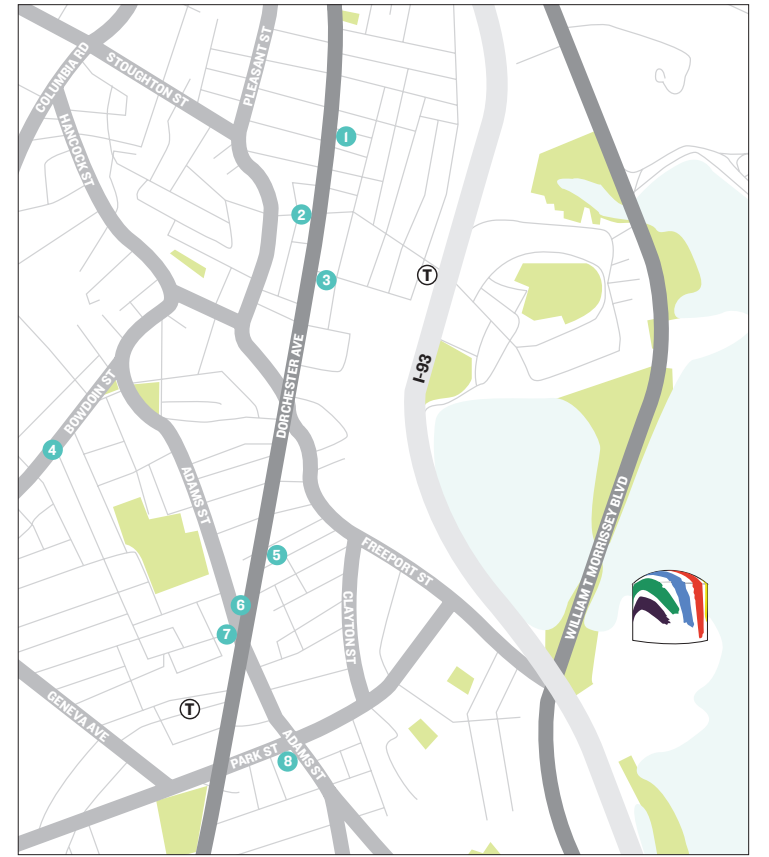 COLUMBIA RD
STOUGHTON ST
PLEASANT ST
HANCOCK ST
1
2
T
3
I-93
DORCHESTER AVE
BOWDOIN ST
4
ADAMS ST
WILLIAM T MORRISSEY BLVD
5
FREEPORT ST
CLAYTON ST
6
7
GENEVA AVE
T
PARK ST
ADAMS ST
8